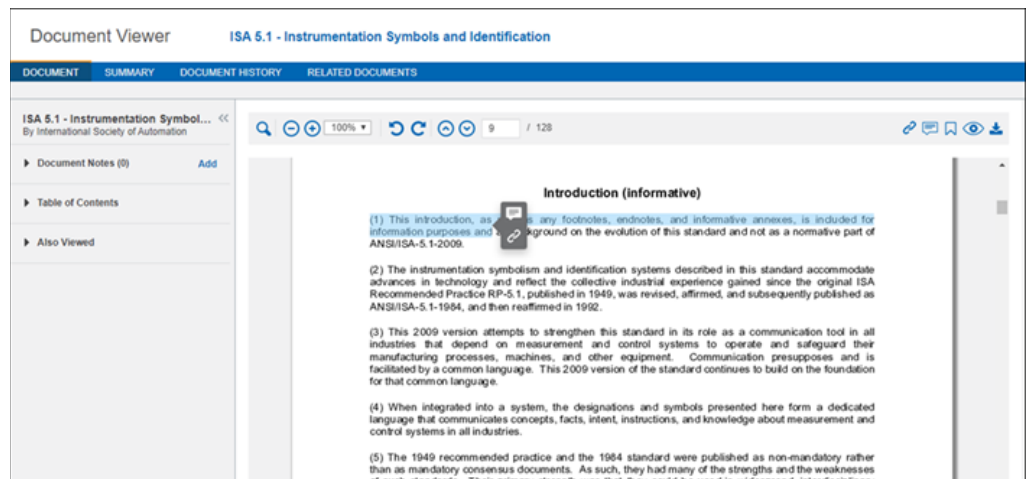 Document Viewer
ISA 5.1 - Instrumentation Symbols and Identification
DOCUMENT SUMMARY DOCUMENT HISTORY RELATED DOCUMENTS
ISA 5.1 - Instrumentation Symbol...
By International Society of Automation
Document Notes (0) Add
Table of Contents
Also Viewed
100% 9 / 128
Introduction (informative)
(1) This introduction, as any footnotes, endnotes, and informative annexes, is included for
information purposes and kground on the evolution of this standard and not as a normative part of
ANSI/ISA-5.1-2009.
(2) The instrumentation symbolism and identification systems described in this standard accommodate
advances in technology and reflect the collective industrial experience gained since the original ISA
Recommended Practice RP-5.1, published in 1949, was revised, affirmed, and subsequently published as
ANSI/ISA-5.1-1984, and then reaffirmed in 1992.
(3) This 2009 version attempts to strengthen this standard in its role as a communication tool in all
industries that depend on measurement and control systems to operate and safeguard their
manufacturing processes, machines, and other equipment. Communication presupposes and is
facilitated by a common language. This 2009 version of the standard continues to build on the foundation
for that common language.
(4) When integrated into a system, the designations and symbols presented here form a dedicated
language that communicates concepts, facts, intent, instructions, and knowledge about measurement and
control systems in all industries.
(5) The 1949 recommended practice and the 1984 standard were published as non-mandatory rather
than as mandatory consensus documents. As such, they had many of the strengths and the weaknesses